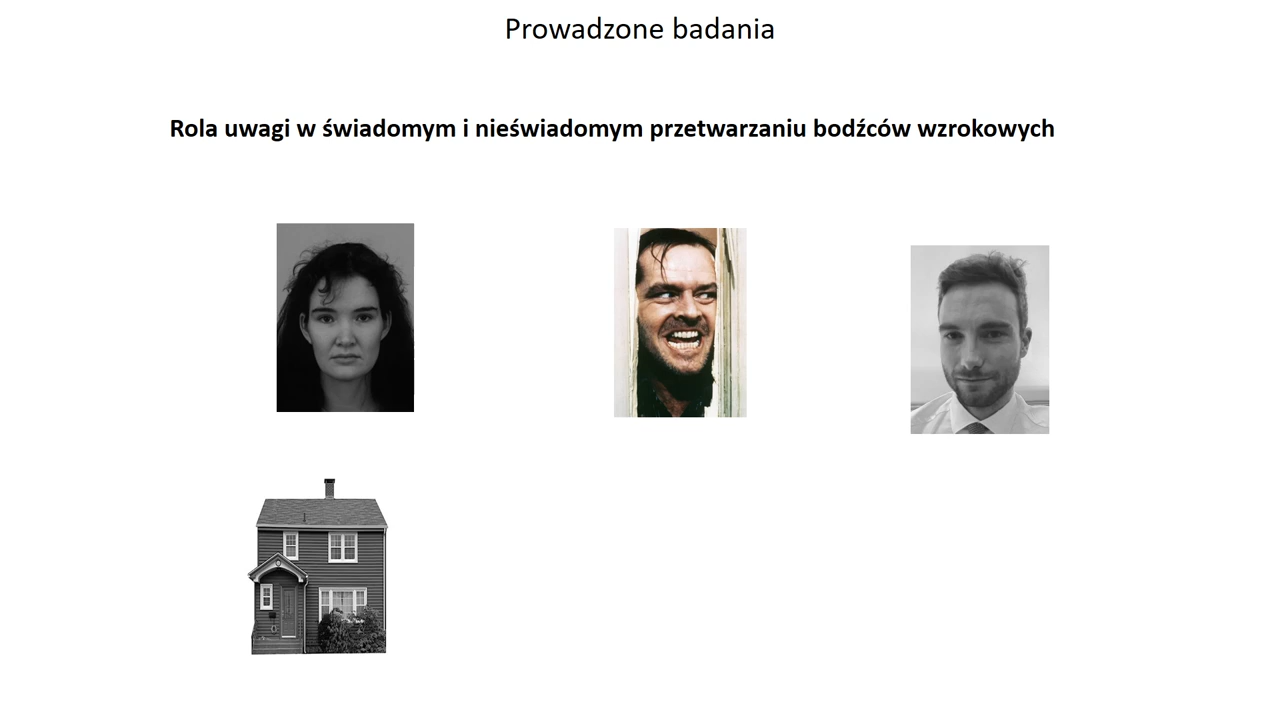 Prowadzone badania
Rola uwagi w świadomym i nieświadomym przetwarzaniu bodźców wzrokowych